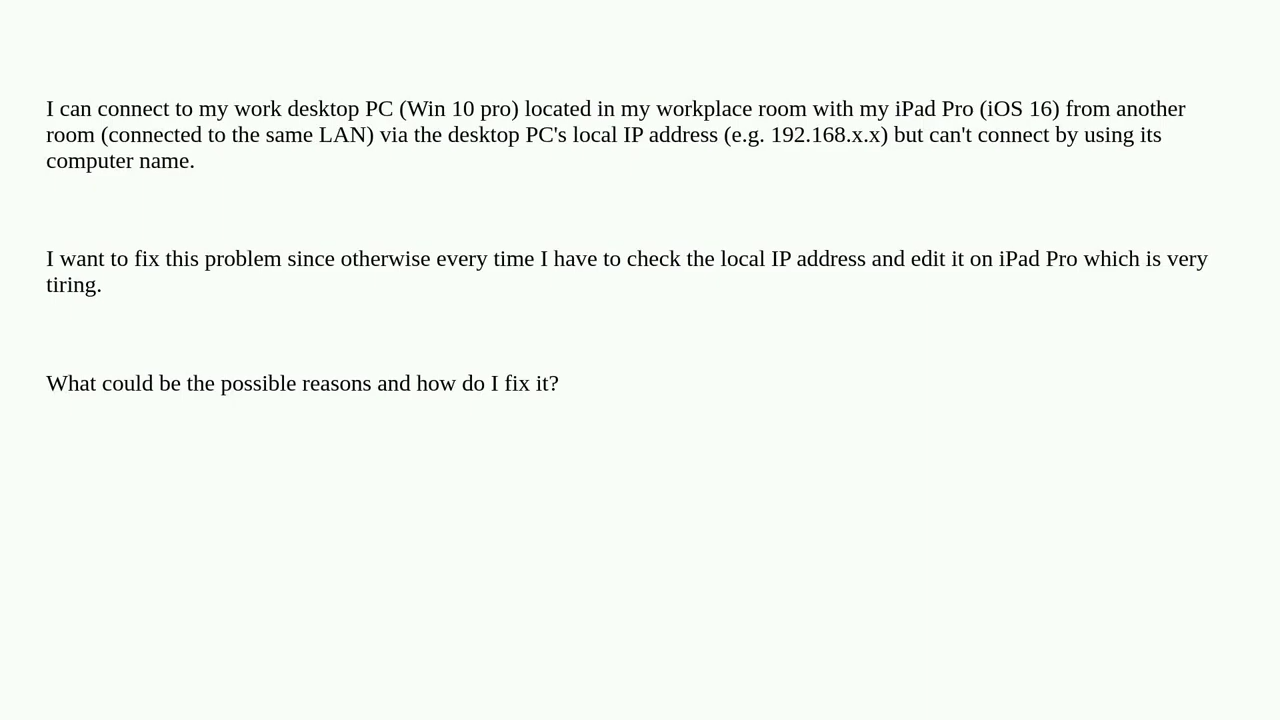 I can connect to my work desktop PC (Win 10 pro) located in my workplace room with my iPad Pro (iOS 16) from another
room (connected to the same LAN) via the desktop PC's local IP address (e.g. 192.168.x.x) but can't connect by using its
computer name.
I want to fix this problem since otherwise every time I have to check the local IP address and edit it on iPad Pro which is very
tiring.
What could be the possible reasons and how do I fix it?